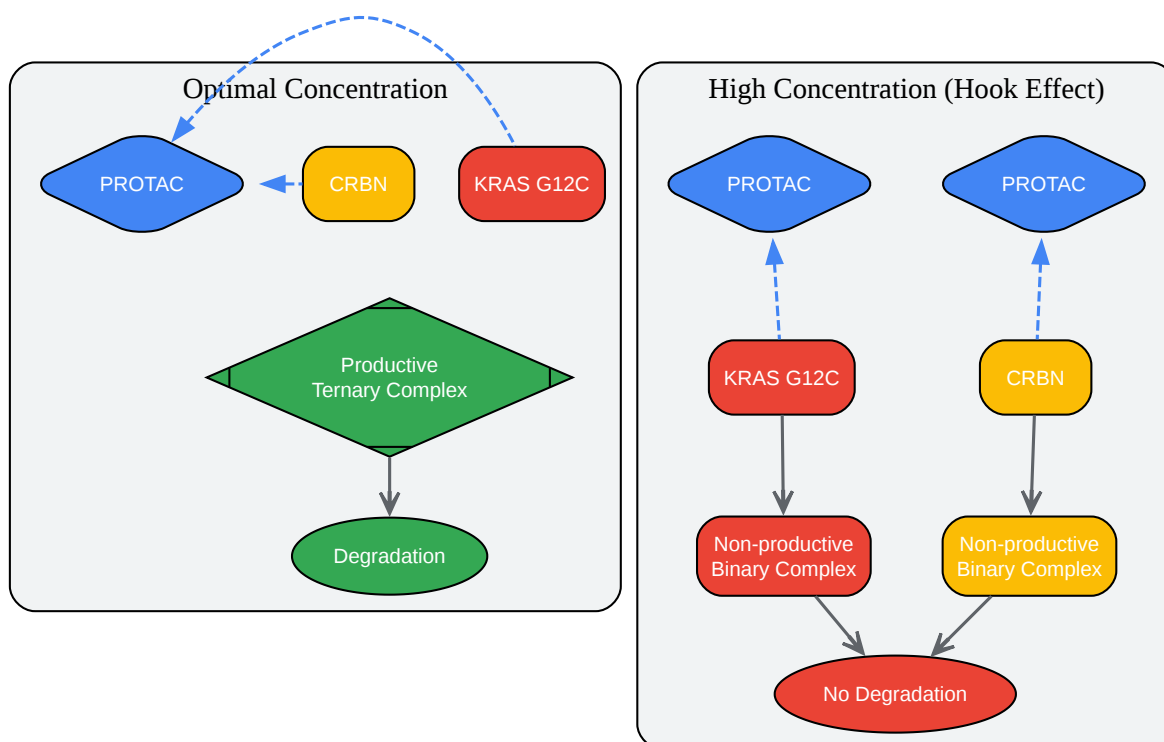 Optimal Concentration
PROTAC
CRBN
KRAS G12C
Productive
Ternary Complex
Degradation
High Concentration (Hook Effect)
PROTAC
PROTAC
KRAS G12C
CRBN
Non-productive
Binary Complex
Non-productive
Binary Complex
No Degradation